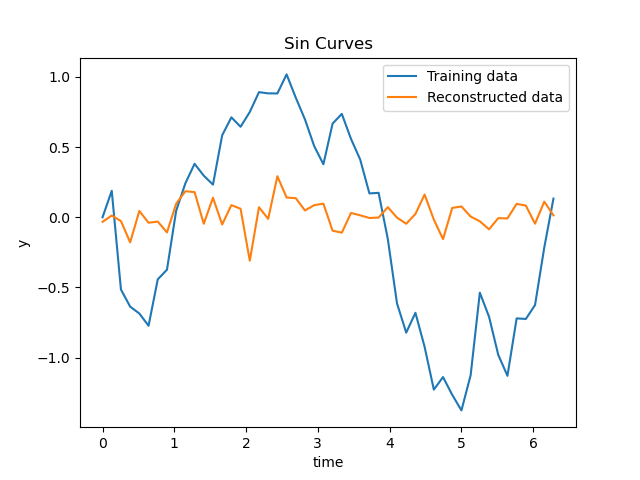 Sin Curves
Training data
Reconstructed data
1.0
0.5
0.0
−0.5
−1.0
y
0 1 2 3 4 5 6
time